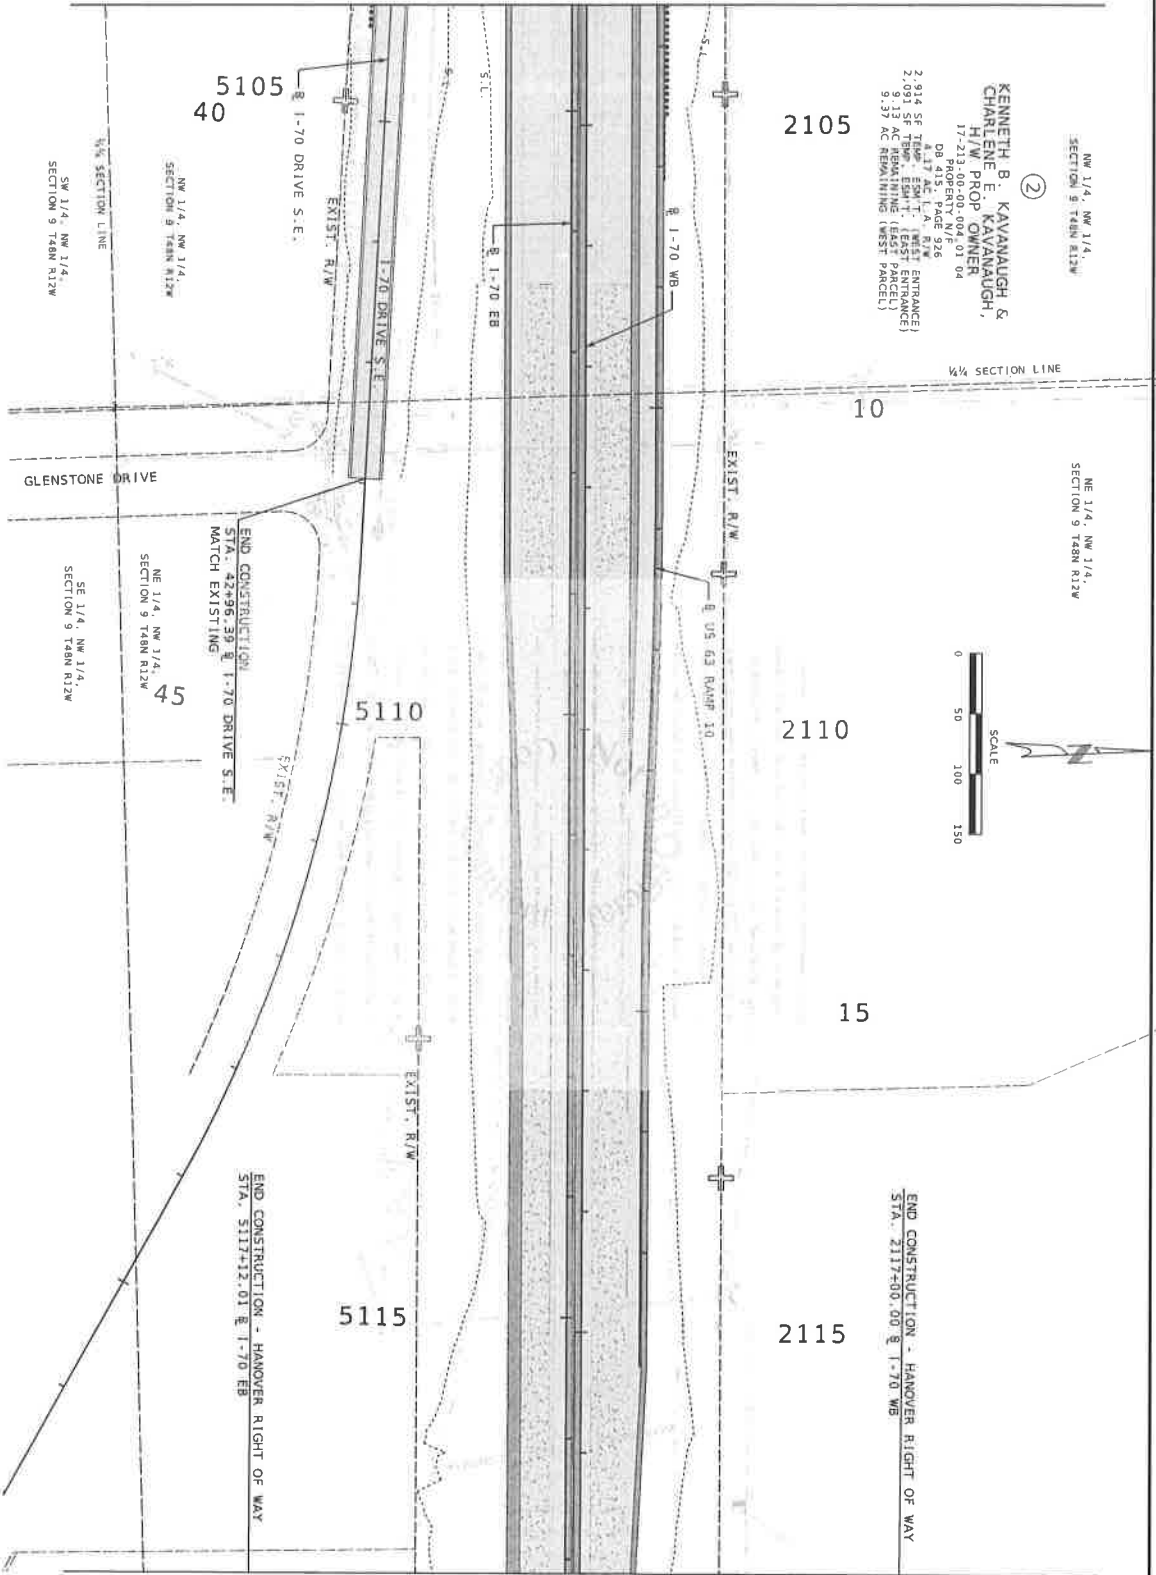 NW 1/4, NW 1/4,
SECTION 9 T48N R12W
2
KENNETH B. KAVANAUGH &
CHARLENE E. KAVANAUGH,
H/W PROP OWNER
17-213-00-00-004.01 04
PROPERTY N/F
DB 415, PAGE 926
4.17 AC L.A. R/W
2,914 SF TEMP. ESM'T. (WEST ENTRANCE)
2,091 SF TEMP. ESM'T. (EAST ENTRANCE)
9.13 AC REMAINING (EAST PARCEL)
9.37 AC REMAINING (WEST PARCEL)
¼¼ SECTION LINE
NE 1/4, NW 1/4,
SECTION 9 T48N R12W
SCALE
0 50 100 150
N
2105
10
2110
15
2115
END CONSTRUCTION - HANOVER RIGHT OF WAY
STA. 2117+00.00 ℄ I-70 WB
EXIST. R/W
S.L.
℄ I-70 WB
℄ US 63 RAMP 10
℄ I-70 EB
S.L.
S.L.
5105
40
℄ I-70 DRIVE S.E.
EXIST. R/W
I-70 DRIVE S.E.
NW 1/4, NW 1/4,
SECTION 9 T48N R12W
¼¼ SECTION LINE
SW 1/4, NW 1/4,
SECTION 9 T48N R12W
GLENSTONE DRIVE
END CONSTRUCTION
STA. 42+96.39 ℄ I-70 DRIVE S.E.
MATCH EXISTING
NE 1/4, NW 1/4,
SECTION 9 T48N R12W
45
SE 1/4, NW 1/4,
SECTION 9 T48N R12W
5110
EXIST. R/W
EXIST. R/W
5115
END CONSTRUCTION - HANOVER RIGHT OF WAY
STA. 5117+12.01 ℄ I-70 EB